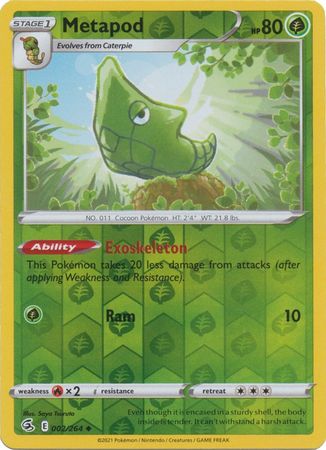 STAGE 1
Metapod
HP 80
Evolves from Caterpie
NO. 011 Cocoon Pokémon HT: 2'4" WT: 21.8 lbs.
Ability Exoskeleton
This Pokémon takes 20 less damage from attacks (after
applying Weakness and Resistance).
Ram 10
weakness ×2 resistance retreat
Illus. Saya Tsuruta
E 002/264
Even though it is encased in a sturdy shell, the body
inside is tender. It can't withstand a harsh attack.
©2021 Pokémon / Nintendo / Creatures / GAME FREAK